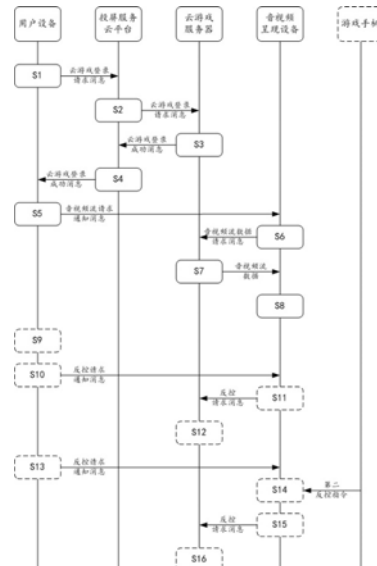 用户设备
投屏服务
云平台
云游戏
服务器
音视频
呈现设备
游戏手柄
S1
云游戏登录
请求消息
S2
云游戏登录
请求消息
S3
云游戏登录
成功消息
S4
云游戏登录
成功消息
S5
音视频流请求
通知消息
S6
音视频流数据
请求消息
S7
音视频流
数据
S8
S9
S10
反控请求
通知消息
S11
反控
请求消息
S12
S13
反控请求
通知消息
S14
第二
反控指令
S15
反控
请求消息
S16